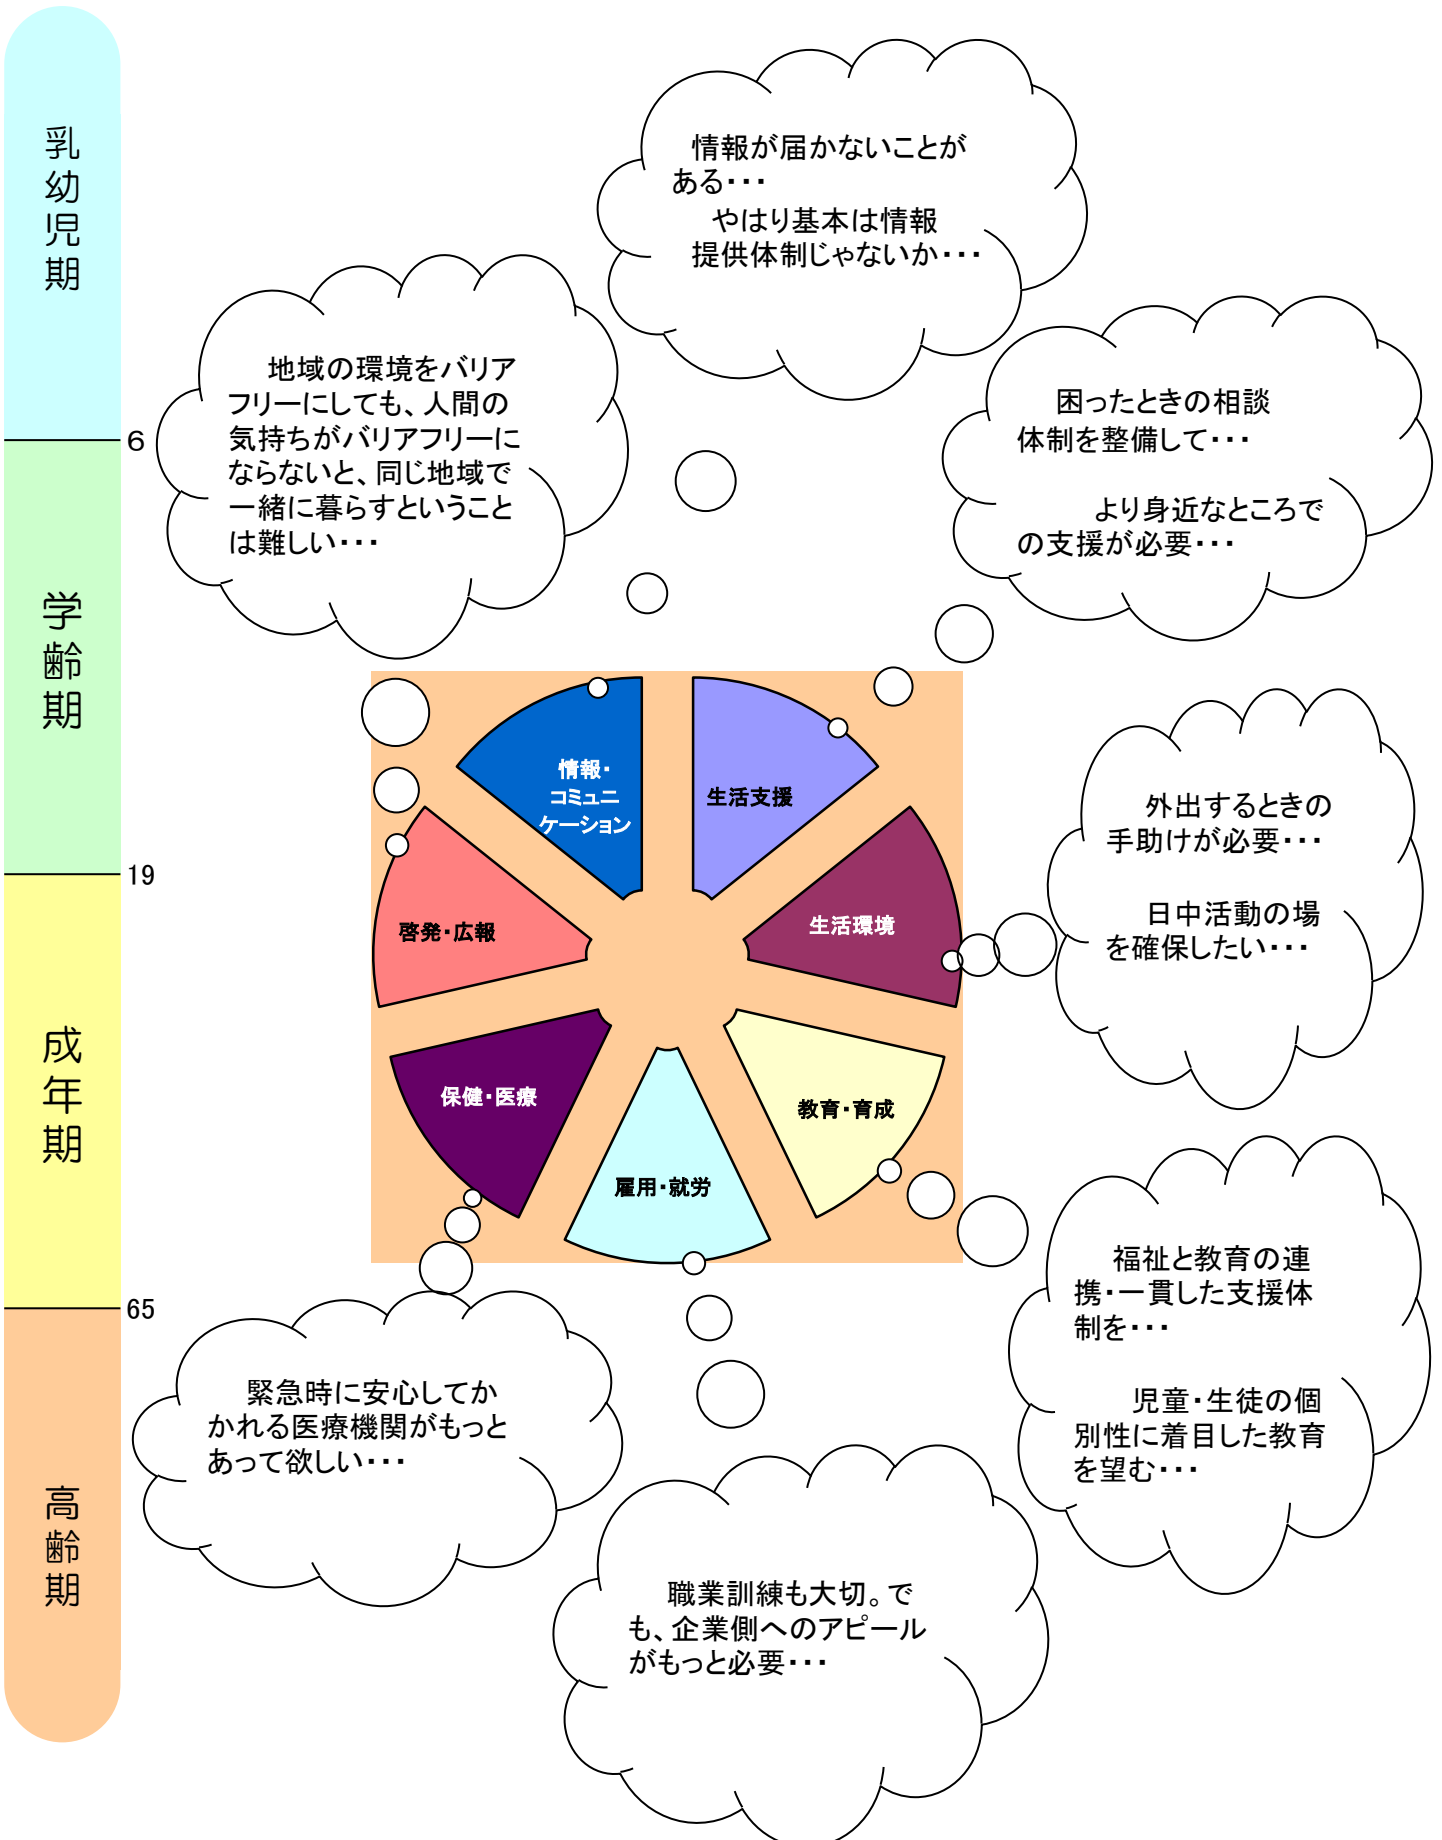 乳幼児期
6
学齢期
19
成年期
65
高齢期
情報が届かないことが
ある・・・
やはり基本は情報
提供体制じゃないか・・・
地域の環境をバリア
フリーにしても、人間の
気持ちがバリアフリーに
ならないと、同じ地域で
一緒に暮らすということ
は難しい・・・
困ったときの相談
体制を整備して・・・
より身近なところで
の支援が必要・・・
情報・
コミュニ
ケーション
生活支援
啓発・広報
生活環境
保健・医療
教育・育成
雇用・就労
外出するときの
手助けが必要・・・
日中活動の場
を確保したい・・・
福祉と教育の連
携・一貫した支援体
制を・・・
児童・生徒の個
別性に着目した教育
を望む・・・
緊急時に安心してか
かれる医療機関がもっと
あって欲しい・・・
職業訓練も大切。で
も、企業側へのアピール
がもっと必要・・・